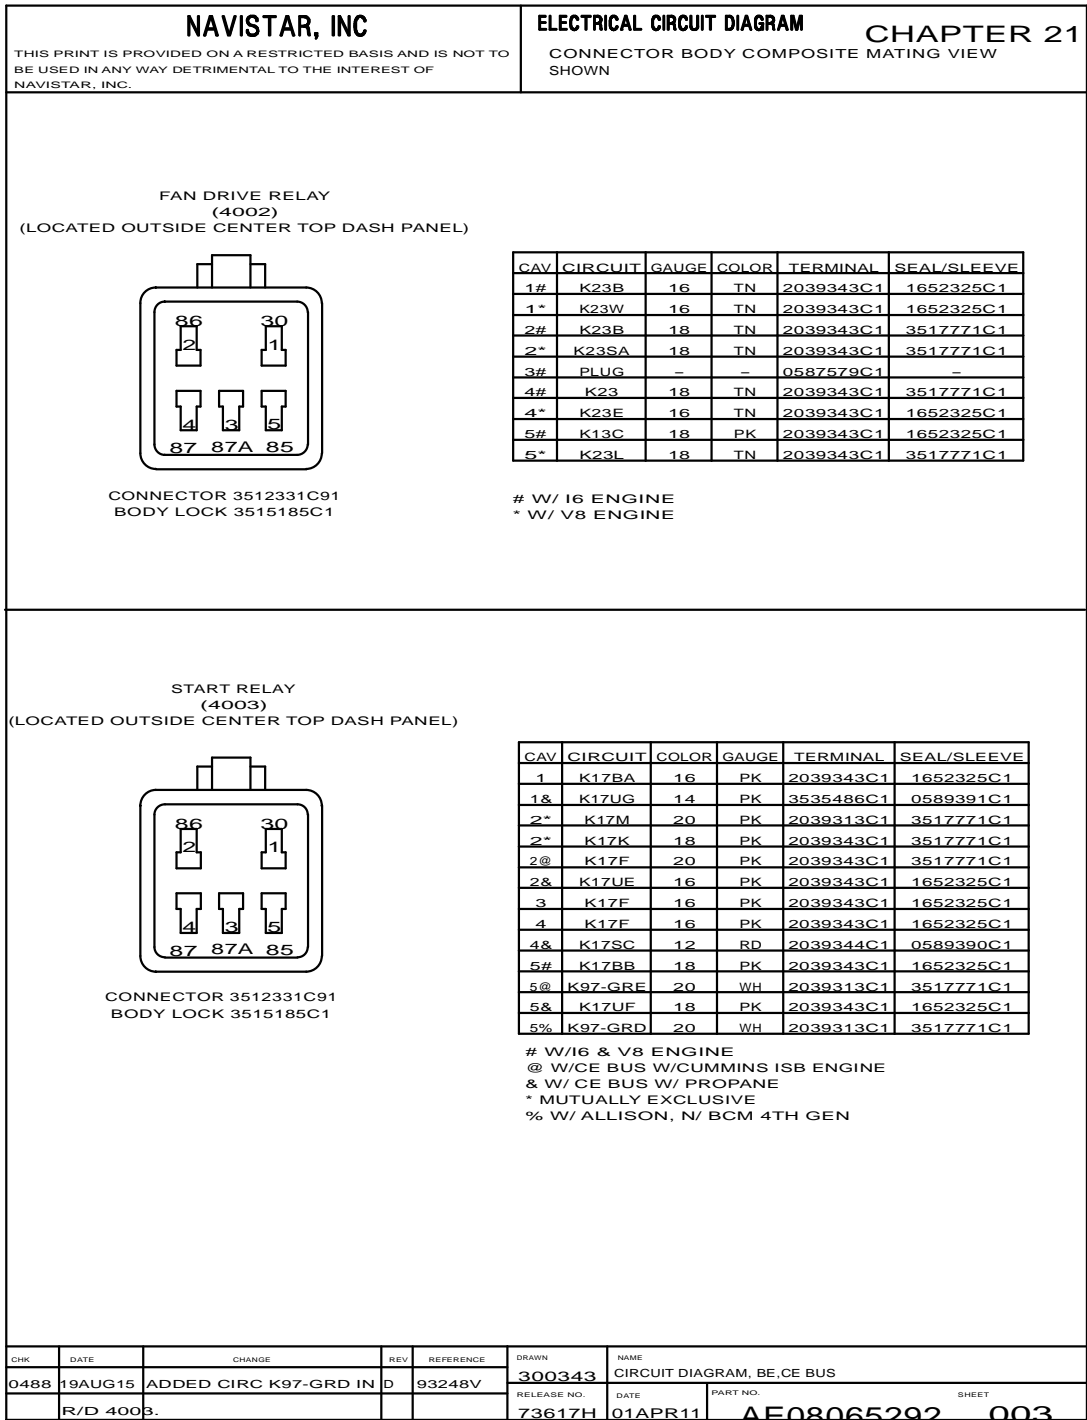 NAVISTAR, INC
THIS PRINT IS PROVIDED ON A RESTRICTED BASIS AND IS NOT TO
BE USED IN ANY WAY DETRIMENTAL TO THE INTEREST OF
NAVISTAR, INC.
ELECTRICAL CIRCUIT DIAGRAM
CHAPTER 21
CONNECTOR BODY COMPOSITE MATING VIEW
SHOWN
FAN DRIVE RELAY
(4002)
(LOCATED OUTSIDE CENTER TOP DASH PANEL)
86 30
2 1
4 3 5
87 87A 85
CONNECTOR 3512331C91
BODY LOCK 3515185C1
CAV CIRCUIT GAUGE COLOR TERMINAL SEAL/SLEEVE
1# K23B 16 TN 2039343C1 1652325C1
1* K23W 16 TN 2039343C1 1652325C1
2# K23B 18 TN 2039343C1 3517771C1
2* K23SA 18 TN 2039343C1 3517771C1
3# PLUG – – 0587579C1 –
4# K23 18 TN 2039343C1 3517771C1
4* K23E 16 TN 2039343C1 1652325C1
5# K13C 18 PK 2039343C1 1652325C1
5* K23L 18 TN 2039343C1 3517771C1
# W/ I6 ENGINE
* W/ V8 ENGINE
START RELAY
(4003)
(LOCATED OUTSIDE CENTER TOP DASH PANEL)
86 30
2 1
4 3 5
87 87A 85
CONNECTOR 3512331C91
BODY LOCK 3515185C1
CAV CIRCUIT COLOR GAUGE TERMINAL SEAL/SLEEVE
1 K17BA 16 PK 2039343C1 1652325C1
1& K17UG 14 PK 3535486C1 0589391C1
2* K17M 20 PK 2039313C1 3517771C1
2* K17K 18 PK 2039343C1 3517771C1
2@ K17F 20 PK 2039343C1 3517771C1
2& K17UE 16 PK 2039343C1 1652325C1
3 K17F 16 PK 2039343C1 1652325C1
4 K17F 16 PK 2039343C1 1652325C1
4& K17SC 12 RD 2039344C1 0589390C1
5# K17BB 18 PK 2039343C1 1652325C1
5@ K97-GRE 20 WH 2039313C1 3517771C1
5& K17UF 18 PK 2039343C1 1652325C1
5% K97-GRD 20 WH 2039313C1 3517771C1
# W/I6 & V8 ENGINE
@ W/CE BUS W/CUMMINS ISB ENGINE
& W/ CE BUS W/ PROPANE
* MUTUALLY EXCLUSIVE
% W/ ALLISON, N/ BCM 4TH GEN
CHK DATE CHANGE REV REFERENCE
0488 19AUG15 ADDED CIRC K97-GRD IN D 93248V
R/D 4003.
DRAWN NAME
300343 CIRCUIT DIAGRAM, BE,CE BUS
RELEASE NO. DATE PART NO. SHEET
73617H 01APR11 AE08065292 003